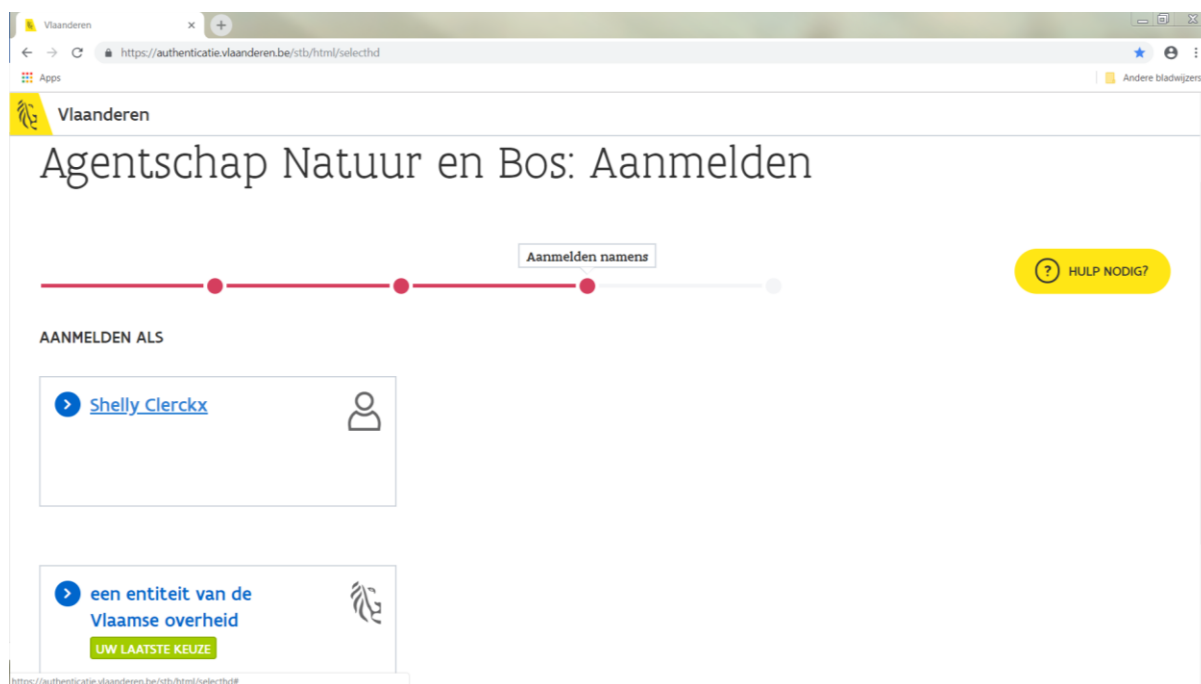 Vlaanderen
https://authenticatie.vlaanderen.be/stb/html/selecthd
Apps
Andere bladwijzers
Vlaanderen
Agentschap Natuur en Bos: Aanmelden
Aanmelden namens
? HULP NODIG?
AANMELDEN ALS
Shelly Clerckx
een entiteit van de
Vlaamse overheid
UW LAATSTE KEUZE
https://authenticatie.vlaanderen.be/stb/html/selecthd#